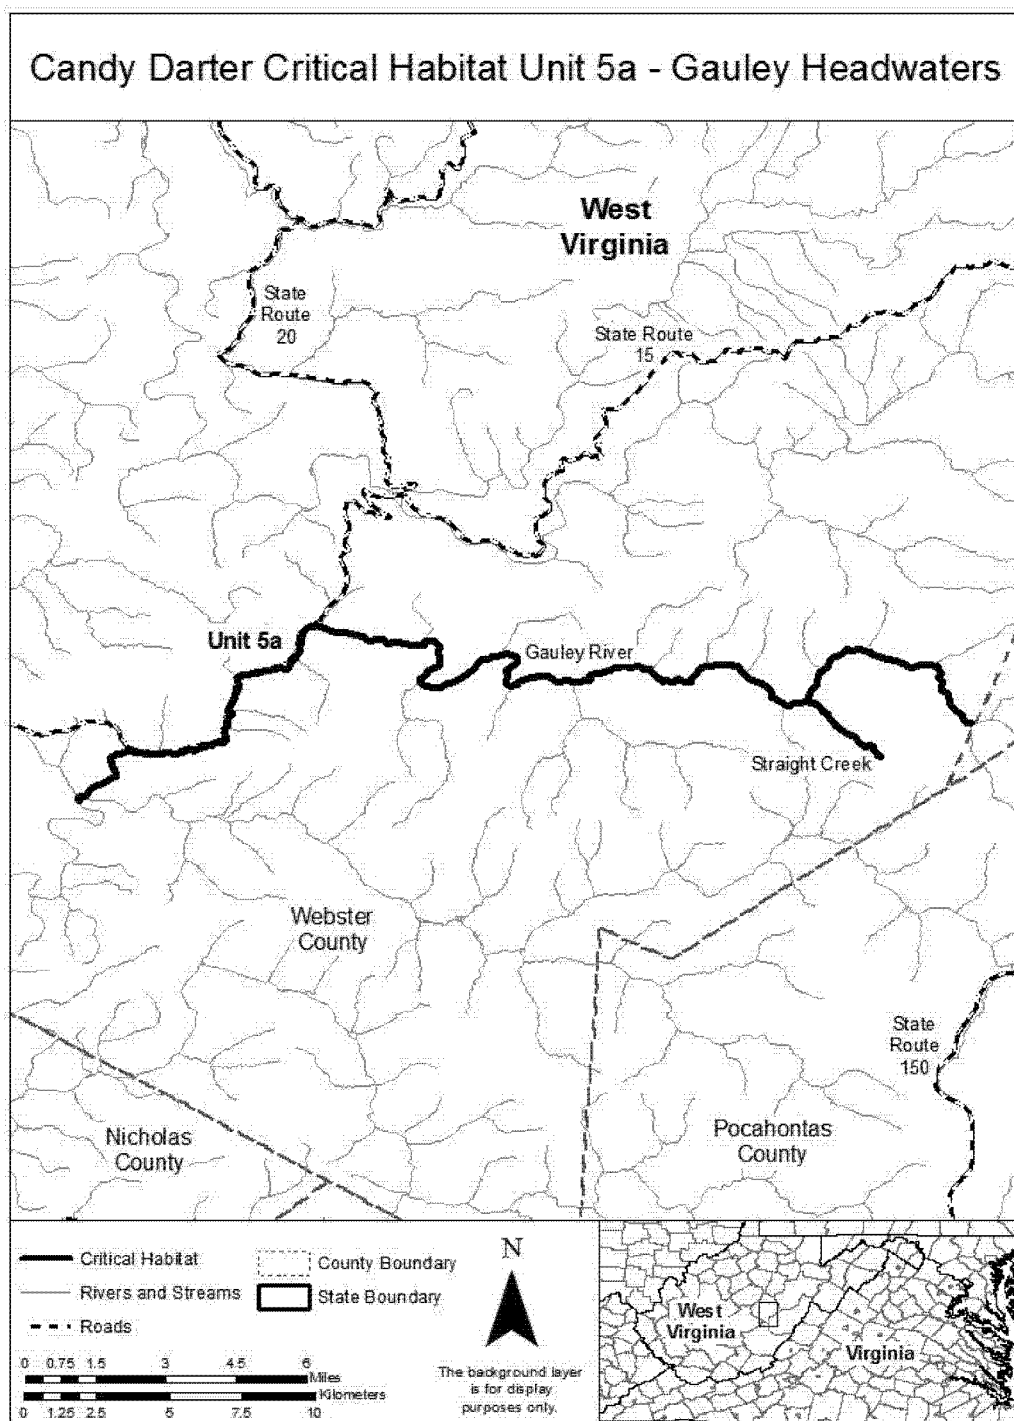 Candy Darter Critical Habitat Unit 5a - Gauley Headwaters
West
Virginia
State
Route
20
State Route
15
Unit 5a
Gauley River
Straight Creek
Webster
County
State
Route
150
Nicholas
County
Pocahontas
County
Critical Habitat
Rivers and Streams
Roads
County Boundary
State Boundary
0 0.75 1.5 3 4.5 6
Miles
Kilometers
0 1.25 2.5 5 7.5 10
N
The background layer
is for display
purposes only.
West
Virginia
Virginia